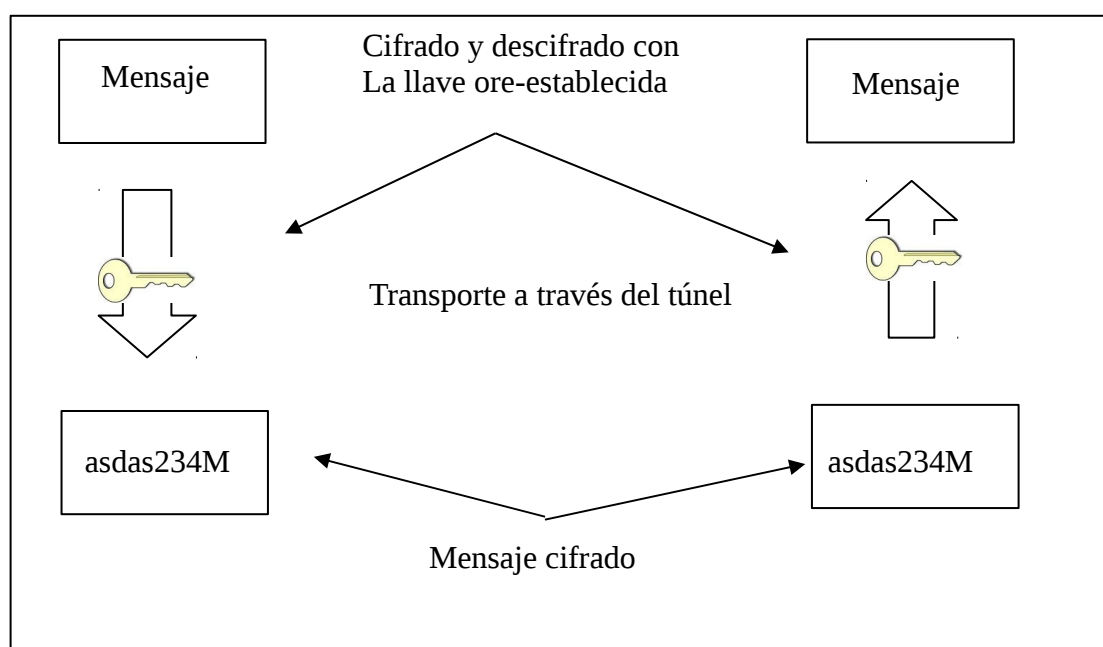 Mensaje
Cifrado y descifrado con
La llave ore-establecida
Mensaje
Transporte a través del túnel
asdas234M
asdas234M
Mensaje cifrado